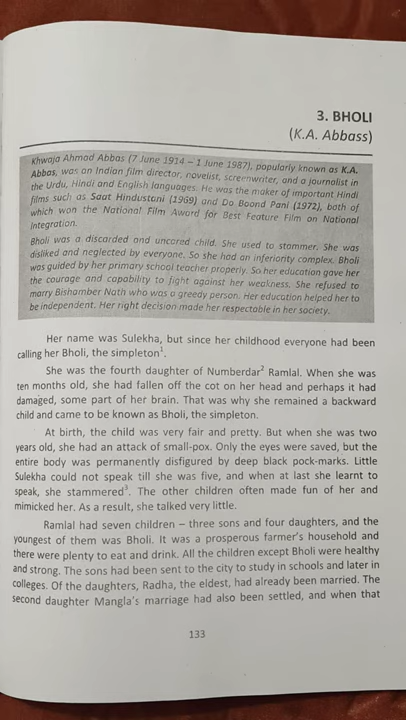 3. BHOLI
(K.A. Abbass)
Khwaja Ahmad Abbas (7 June 1914 – 1 June 1987), popularly known as K.A.
Abbas, was an Indian film director, novelist, screenwriter, and a journalist in
the Urdu, Hindi and English languages. He was the maker of important Hindi
films such as Saat Hindustani (1969) and Do Boond Pani (1972), both of
which won the National Film Award for Best Feature Film on National
Integration.
Bholi was a discarded and uncared child. She used to stammer. She was
disliked and neglected by everyone. So she had an inferiority complex. Bholi
was guided by her primary school teacher properly. So her education gave her
the courage and capability to fight against her weakness. She refused to
marry Bishamber Nath who was a greedy person. Her education helped her to
be independent. Her right decision made her respectable in her society.
Her name was Sulekha, but since her childhood everyone had been
calling her Bholi, the simpleton¹.
She was the fourth daughter of Numberdar² Ramlal. When she was
ten months old, she had fallen off the cot on her head and perhaps it had
damaged, some part of her brain. That was why she remained a backward
child and came to be known as Bholi, the simpleton.
At birth, the child was very fair and pretty. But when she was two
years old, she had an attack of small-pox. Only the eyes were saved, but the
entire body was permanently disfigured by deep black pock-marks. Little
Sulekha could not speak till she was five, and when at last she learnt to
speak, she stammered³. The other children often made fun of her and
mimicked her. As a result, she talked very little.
Ramlal had seven children – three sons and four daughters, and the
youngest of them was Bholi. It was a prosperous farmer's household and
there were plenty to eat and drink. All the children except Bholi were healthy
and strong. The sons had been sent to the city to study in schools and later in
colleges. Of the daughters, Radha, the eldest, had already been married. The
second daughter Mangla's marriage had also been settled, and when that
133